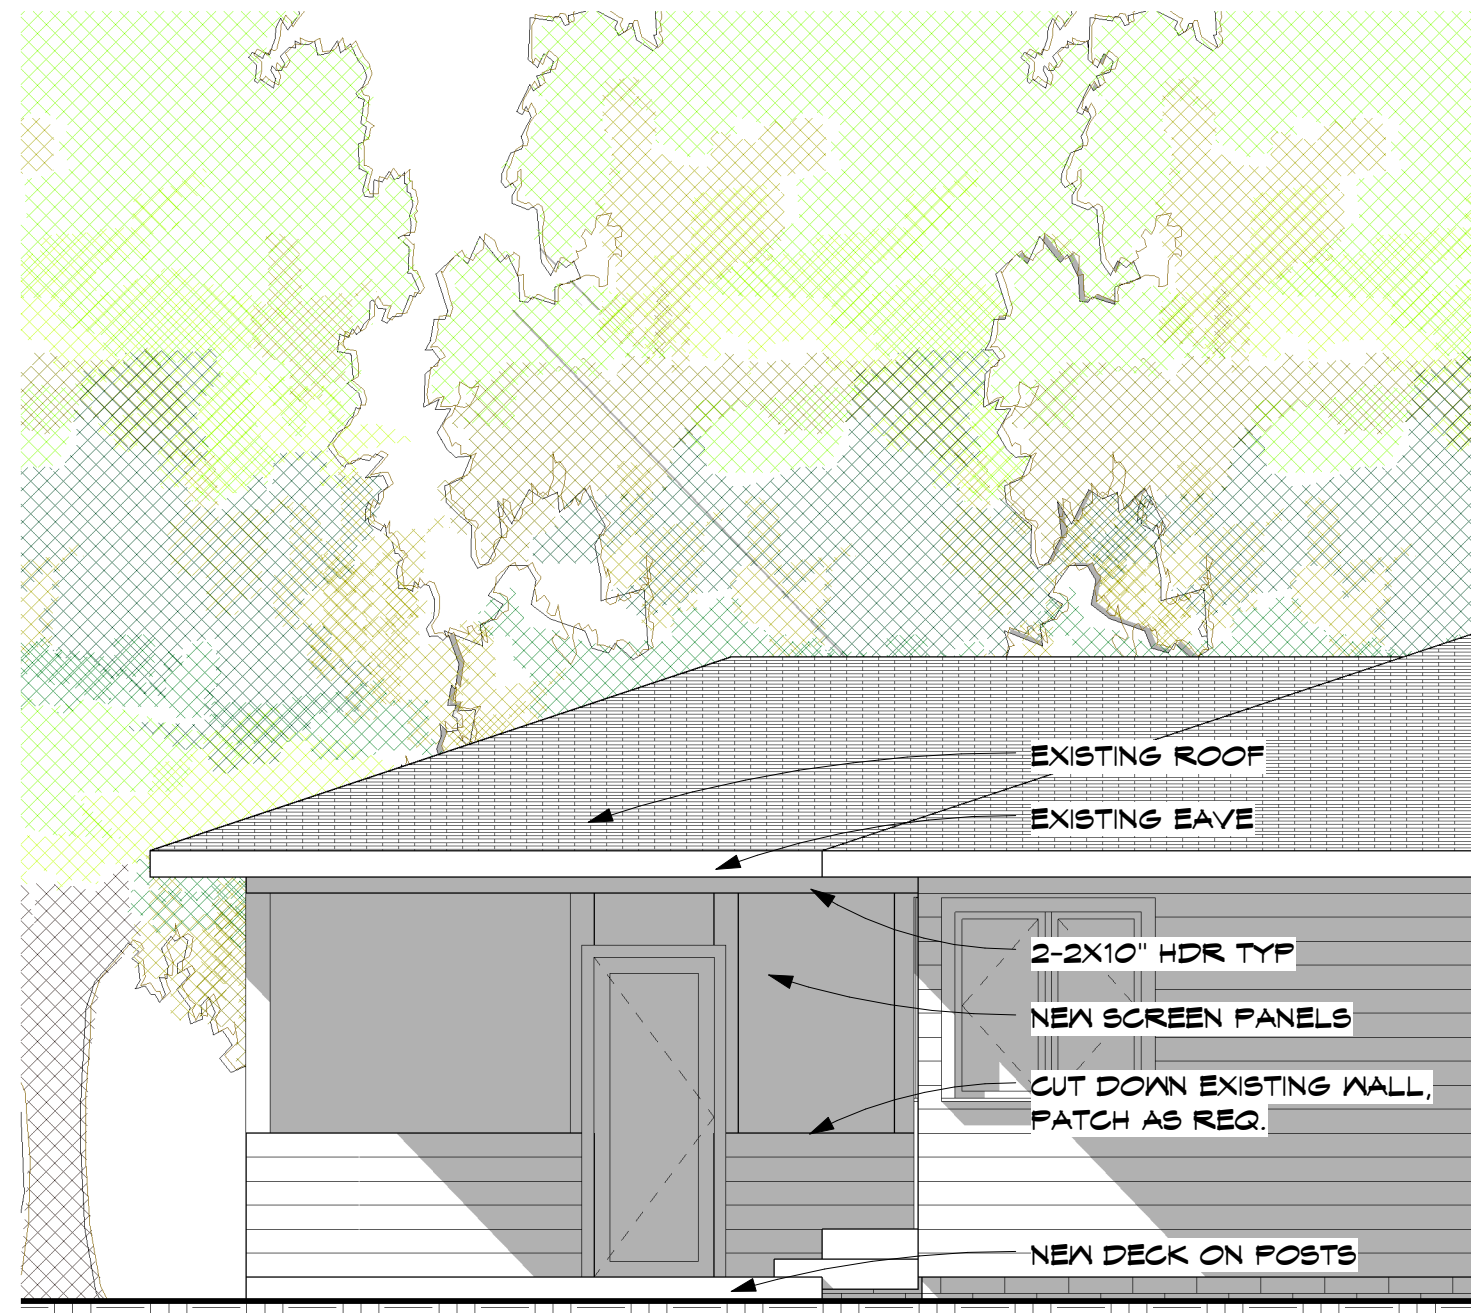 EXISTING ROOF
EXISTING EAVE
2-2X10" HDR TYP
NEW SCREEN PANELS
CUT DOWN EXISTING WALL,
PATCH AS REQ.
NEW DECK ON POSTS